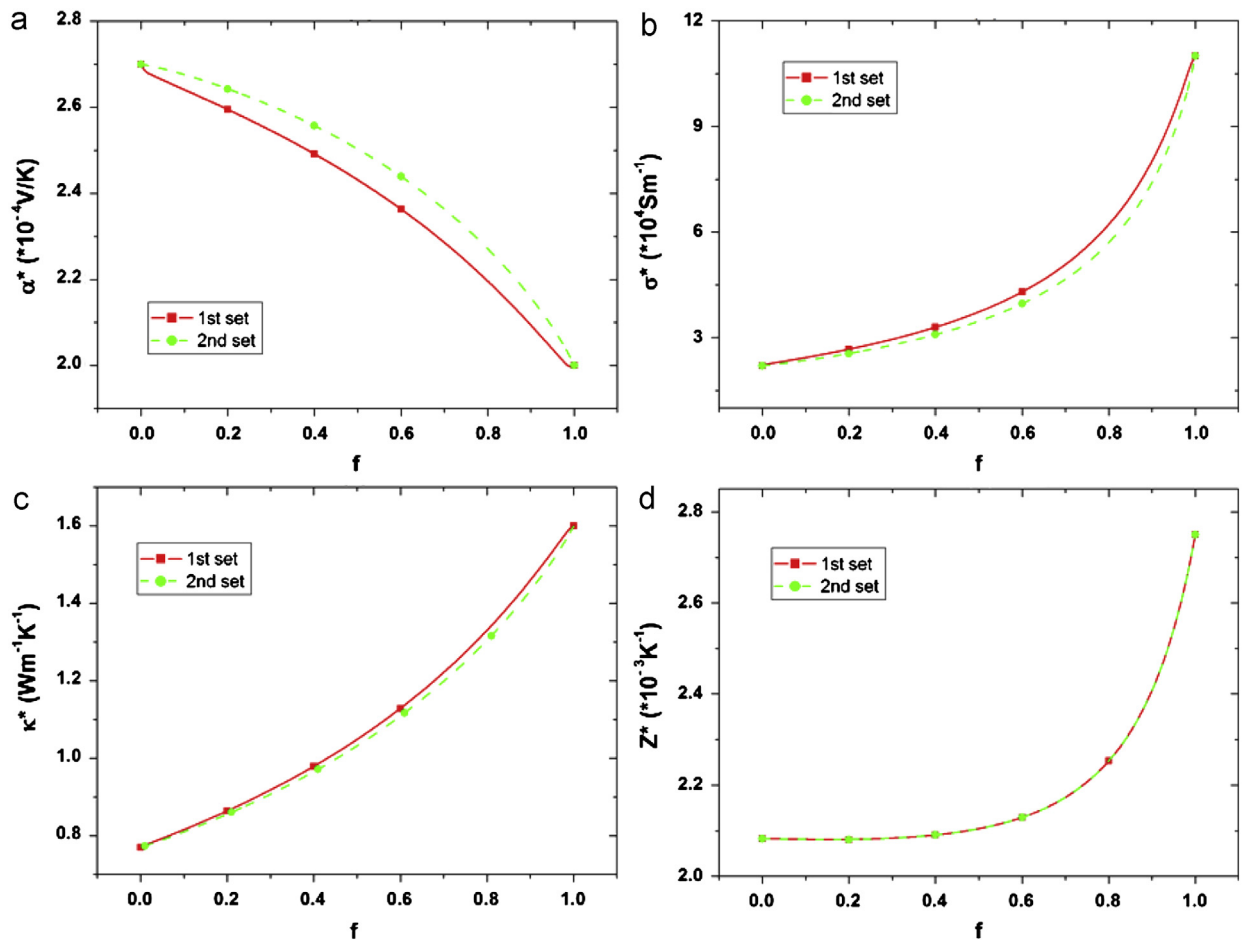 a
2.8
2.6
2.4
2.2
2.0
α* (*10⁻⁴V/K)
1st set
2nd set
0.0 0.2 0.4 0.6 0.8 1.0
f
b
12
9
6
3
σ* (*10⁴Sm⁻¹)
1st set
2nd set
0.0 0.2 0.4 0.6 0.8 1.0
f
c
1.6
1.4
1.2
1.0
0.8
κ* (Wm⁻¹K⁻¹)
1st set
2nd set
0.0 0.2 0.4 0.6 0.8 1.0
f
d
2.8
2.6
2.4
2.2
2.0
Z* (*10⁻³K⁻¹)
1st set
2nd set
0.0 0.2 0.4 0.6 0.8 1.0
f